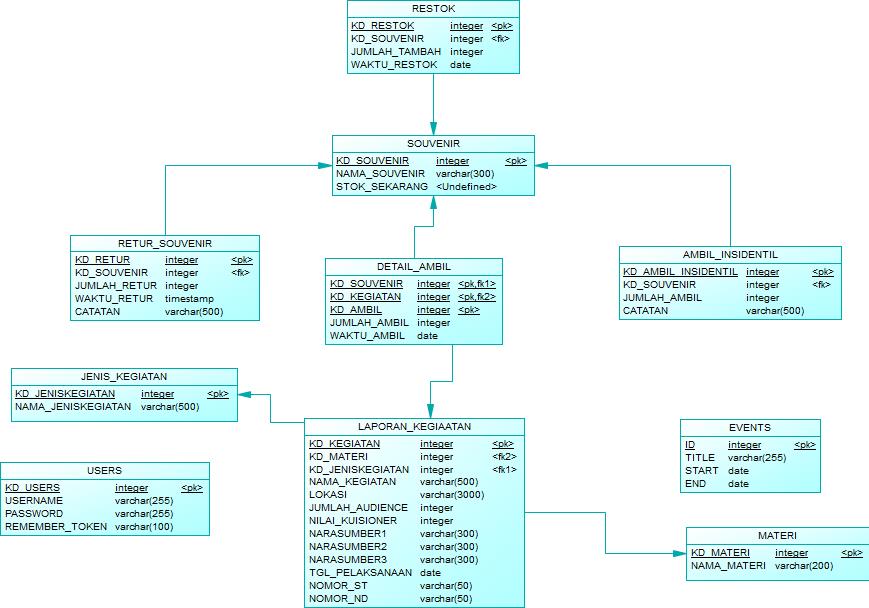 RESTOK
KD_RESTOK integer <pk>
KD_SOUVENIR integer <fk>
JUMLAH_TAMBAH integer
WAKTU_RESTOK date
SOUVENIR
KD_SOUVENIR integer <pk>
NAMA_SOUVENIR varchar(300)
STOK_SEKARANG <Undefined>
RETUR_SOUVENIR
KD_RETUR integer <pk>
KD_SOUVENIR integer <fk>
JUMLAH_RETUR integer
WAKTU_RETUR timestamp
CATATAN varchar(500)
DETAIL_AMBIL
KD_SOUVENIR integer <pk,fk1>
KD_KEGIATAN integer <pk,fk2>
KD_AMBIL integer <pk>
JUMLAH_AMBIL integer
WAKTU_AMBIL date
AMBIL_INSIDENTIL
KD_AMBIL_INSIDENTIL integer <pk>
KD_SOUVENIR integer <fk>
JUMLAH_AMBIL integer
CATATAN varchar(500)
JENIS_KEGIATAN
KD_JENISKEGIATAN integer <pk>
NAMA_JENISKEGIATAN varchar(500)
LAPORAN_KEGIAATAN
KD_KEGIATAN integer <pk>
KD_MATERI integer <fk2>
KD_JENISKEGIATAN integer <fk1>
NAMA_KEGIATAN varchar(500)
LOKASI varchar(3000)
JUMLAH_AUDIENCE integer
NILAI_KUISIONER integer
NARASUMBER1 varchar(300)
NARASUMBER2 varchar(300)
NARASUMBER3 varchar(300)
TGL_PELAKSANAAN date
NOMOR_ST varchar(50)
NOMOR_ND varchar(50)
EVENTS
ID integer <pk>
TITLE varchar(255)
START date
END date
USERS
KD_USERS integer <pk>
USERNAME varchar(255)
PASSWORD varchar(255)
REMEMBER_TOKEN varchar(100)
MATERI
KD_MATERI integer <pk>
NAMA_MATERI varchar(200)